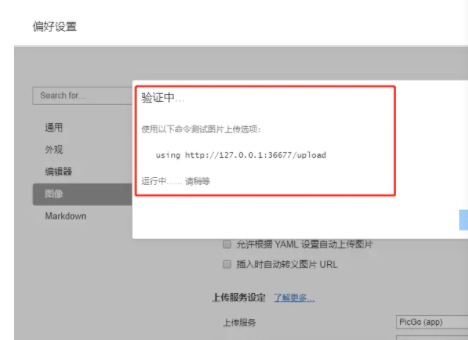 偏好设置
Search for...
验证中...
使用以下命令测试图片上传选项：
using http://127.0.0.1:36677/upload
运行中...... 请稍等
通用
外观
编辑器
图像
Markdown
允许根据 YAML 设置自动上传图片
插入时自动转义图片 URL
上传服务设定 了解更多...
上传服务 PicGo (app)